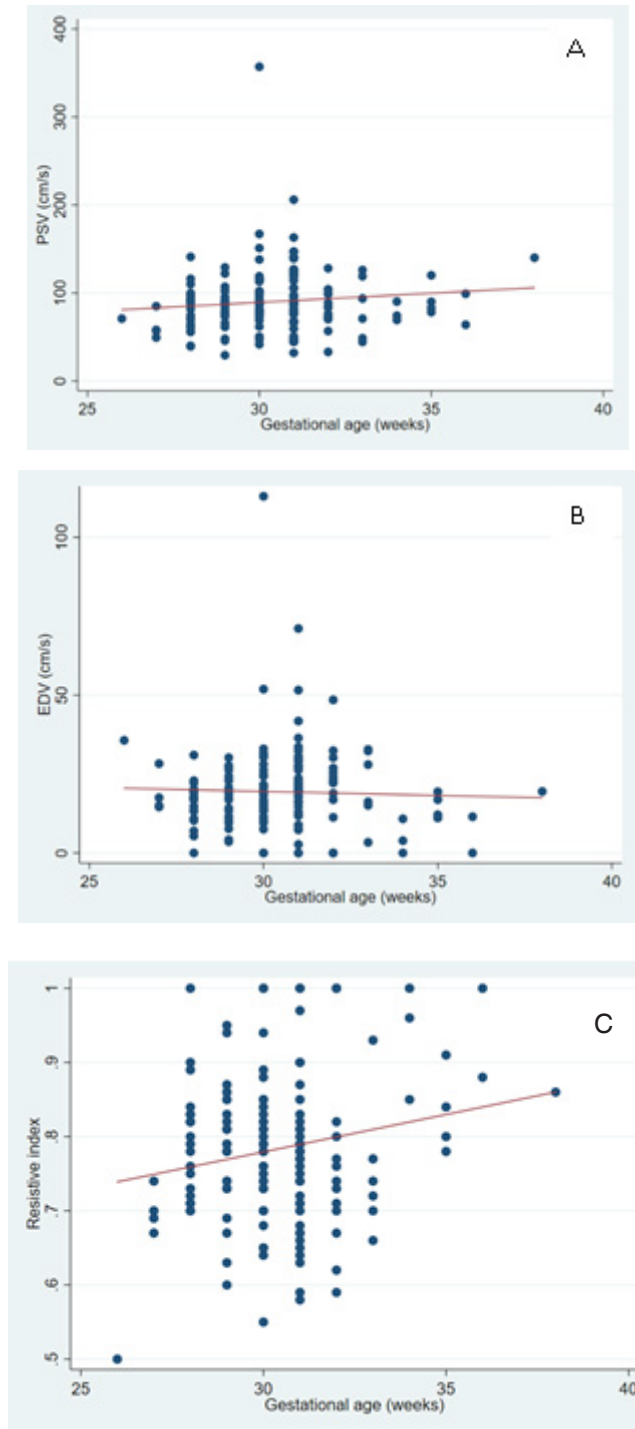 A
400
300
200
100
0
PSV (cm/s)
25 30 35 40
Gestational age (weeks)
B
100
50
0
EDV (cm/s)
25 30 35 40
Gestational age (weeks)
C
1
.9
.8
.7
.6
.5
Resistive index
25 30 35 40
Gestational age (weeks)